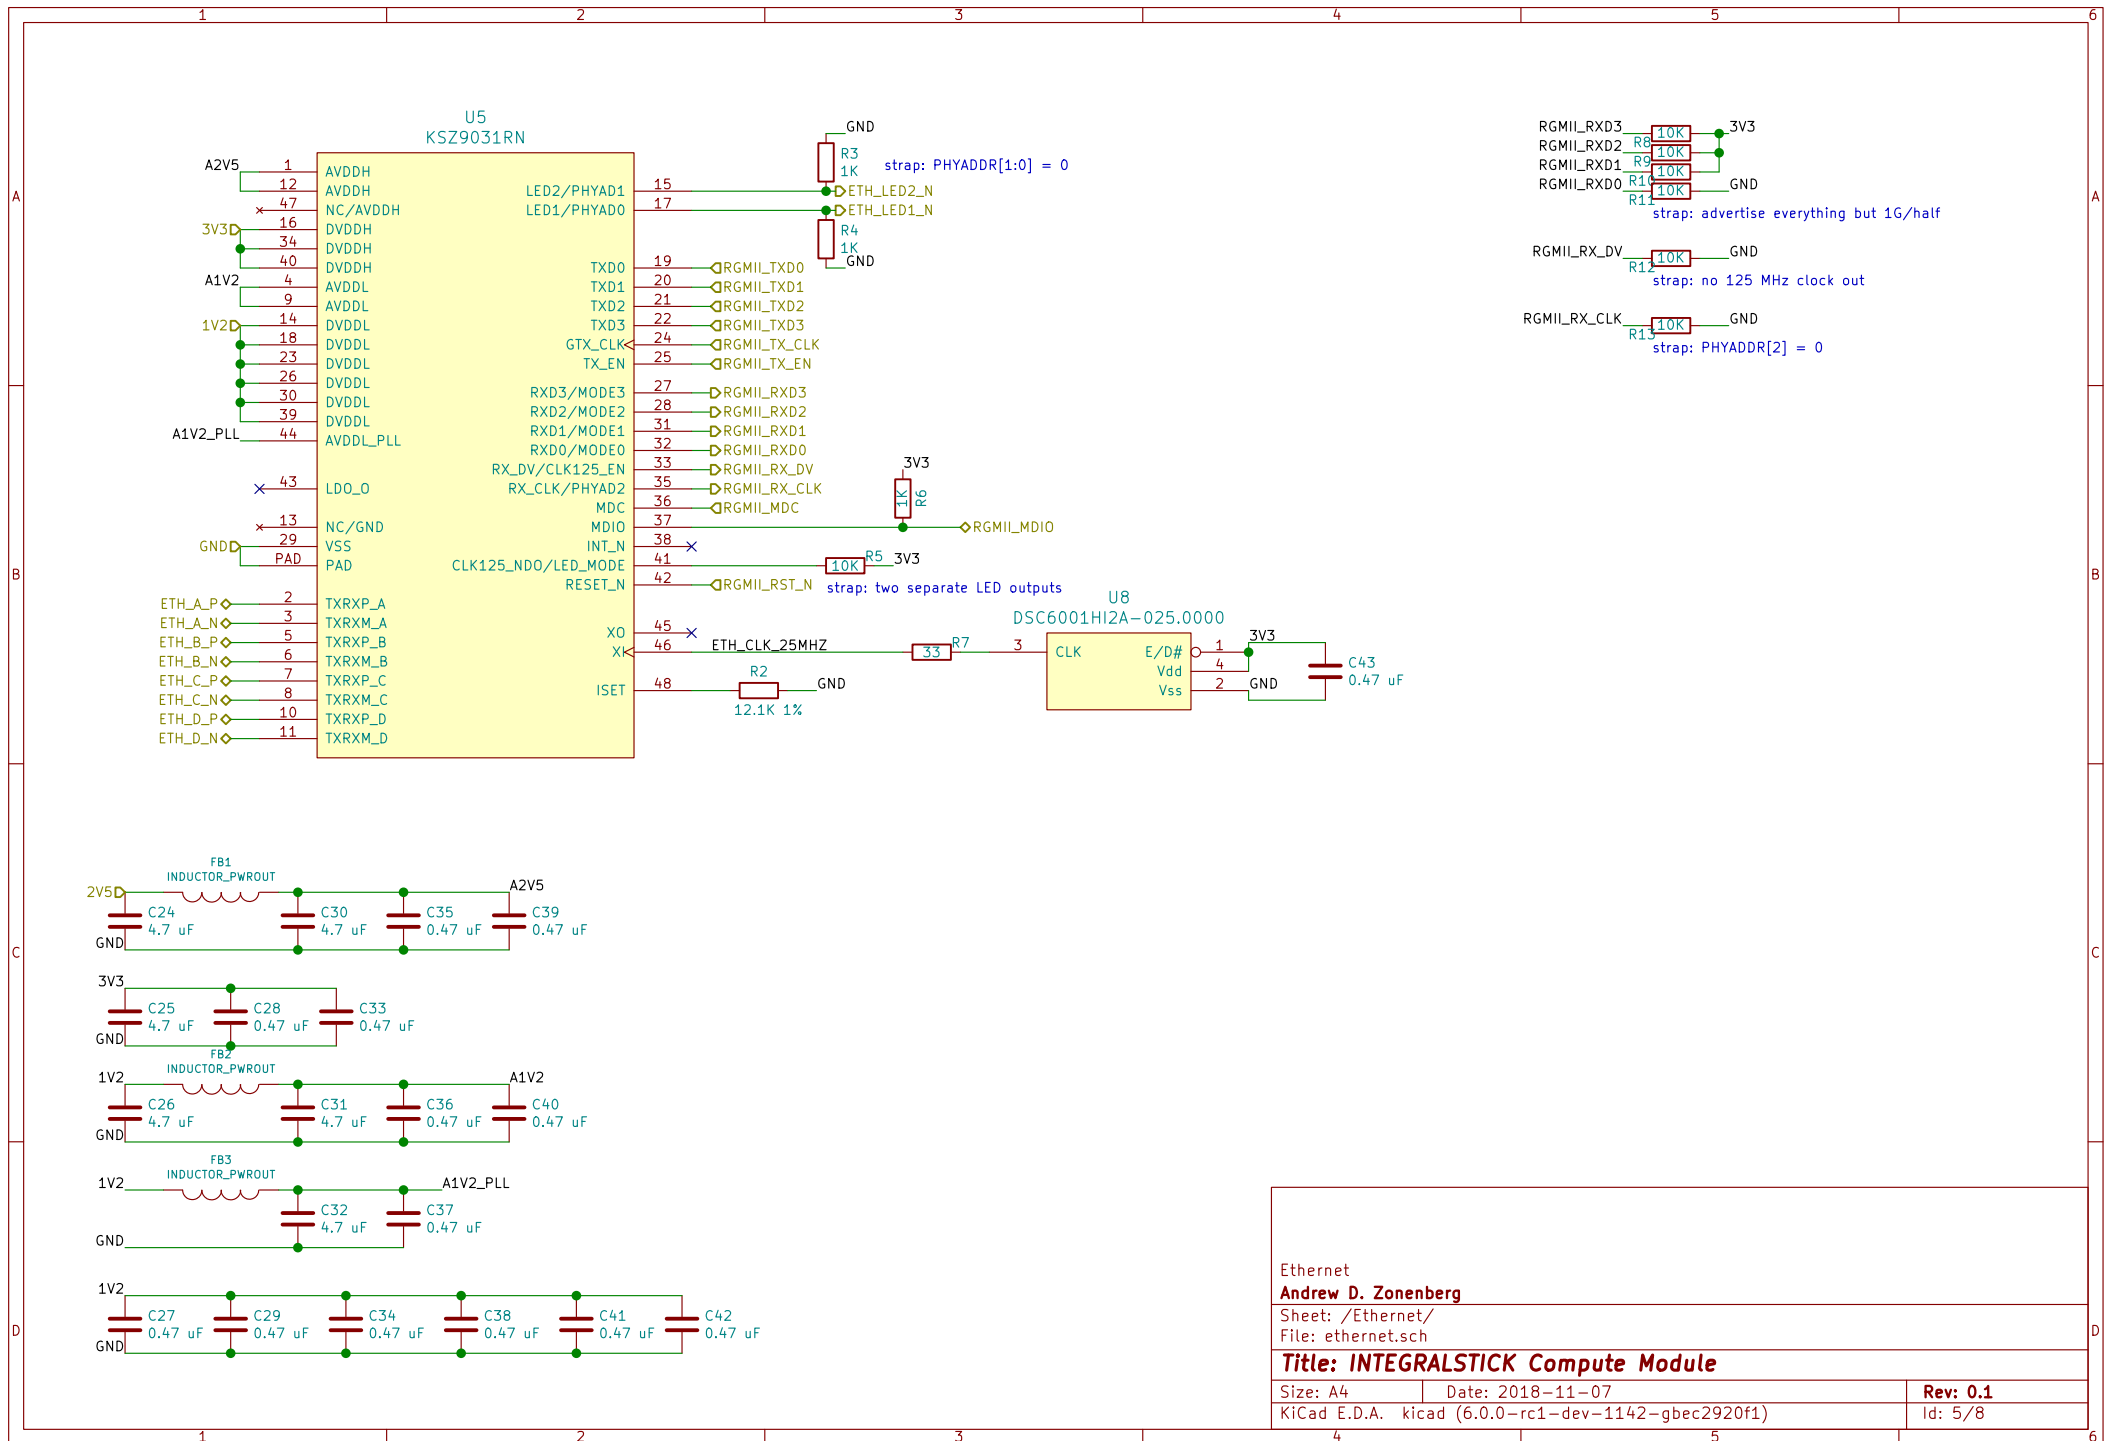 1 2 3 4 5 6
A
B
C
D
U5
KSZ9031RN
A2V5 1 AVDDH
12 AVDDH
47 NC/AVDDH
3V3 16 DVDDH
34 DVDDH
40 DVDDH
A1V2 4 AVDDL
9 AVDDL
1V2 14 DVDDL
18 DVDDL
23 DVDDL
26 DVDDL
30 DVDDL
39 DVDDL
A1V2_PLL 44 AVDDL_PLL
43 LDO_O
13 NC/GND
GND 29 VSS
PAD PAD
ETH_A_P 2 TXRXP_A
ETH_A_N 3 TXRXM_A
ETH_B_P 5 TXRXP_B
ETH_B_N 6 TXRXM_B
ETH_C_P 7 TXRXP_C
ETH_C_N 8 TXRXM_C
ETH_D_P 10 TXRXP_D
ETH_D_N 11 TXRXM_D
GND
R3
1K
strap: PHYADDR[1:0] = 0
LED2/PHYAD1 15 ETH_LED2_N
LED1/PHYAD0 17 ETH_LED1_N
R4
1K
GND
TXD0 19 RGMII_TXD0
TXD1 20 RGMII_TXD1
TXD2 21 RGMII_TXD2
TXD3 22 RGMII_TXD3
GTX_CLK 24 RGMII_TX_CLK
TX_EN 25 RGMII_TX_EN
RXD3/MODE3 27 RGMII_RXD3
RXD2/MODE2 28 RGMII_RXD2
RXD1/MODE1 31 RGMII_RXD1
RXD0/MODE0 32 RGMII_RXD0
RX_DV/CLK125_EN 33 RGMII_RX_DV
RX_CLK/PHYAD2 35 RGMII_RX_CLK
MDC 36 RGMII_MDC
3V3
1K R6
MDIO 37 RGMII_MDIO
INT_N 38
CLK125_NDO/LED_MODE 41 10K R5 3V3
RESET_N 42 RGMII_RST_N
strap: two separate LED outputs
XO 45
XI 46 ETH_CLK_25MHZ 33 R7
ISET 48 R2 GND
12.1K 1%
U8
DSC6001HI2A-025.0000
3 CLK E/D# 1 3V3
Vdd 4
Vss 2 GND
C43
0.47 uF
RGMII_RXD3 10K R8 3V3
RGMII_RXD2 10K R9
RGMII_RXD1 10K R10
RGMII_RXD0 10K R11 GND
strap: advertise everything but 1G/half
RGMII_RX_DV 10K R12 GND
strap: no 125 MHz clock out
RGMII_RX_CLK 10K R13 GND
strap: PHYADDR[2] = 0
FB1
INDUCTOR_PWROUT
2V5 A2V5
C24 C30 C35 C39
4.7 uF 4.7 uF 0.47 uF 0.47 uF
GND
3V3
C25 C28 C33
4.7 uF 0.47 uF 0.47 uF
GND
FB2
INDUCTOR_PWROUT
1V2 A1V2
C26 C31 C36 C40
4.7 uF 4.7 uF 0.47 uF 0.47 uF
GND
FB3
INDUCTOR_PWROUT
1V2 A1V2_PLL
C32 C37
4.7 uF 0.47 uF
GND
1V2
C27 C29 C34 C38 C41 C42
0.47 uF 0.47 uF 0.47 uF 0.47 uF 0.47 uF 0.47 uF
GND
Ethernet
Andrew D. Zonenberg
Sheet: /Ethernet/
File: ethernet.sch
Title: INTEGRALSTICK Compute Module
Size: A4 Date: 2018-11-07 Rev: 0.1
KiCad E.D.A. kicad (6.0.0-rc1-dev-1142-gbec2920f1) Id: 5/8
A
B
C
D
1 2 3 4 5 6